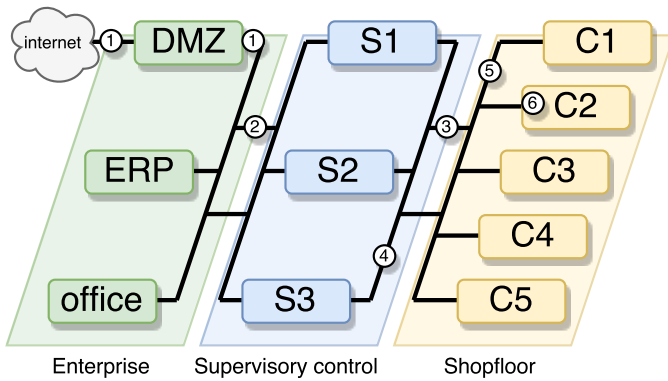 internet
1
DMZ
1
S1
C1
5
6
C2
2
3
ERP
S2
C3
C4
4
office
S3
C5
Enterprise
Supervisory control
Shopfloor